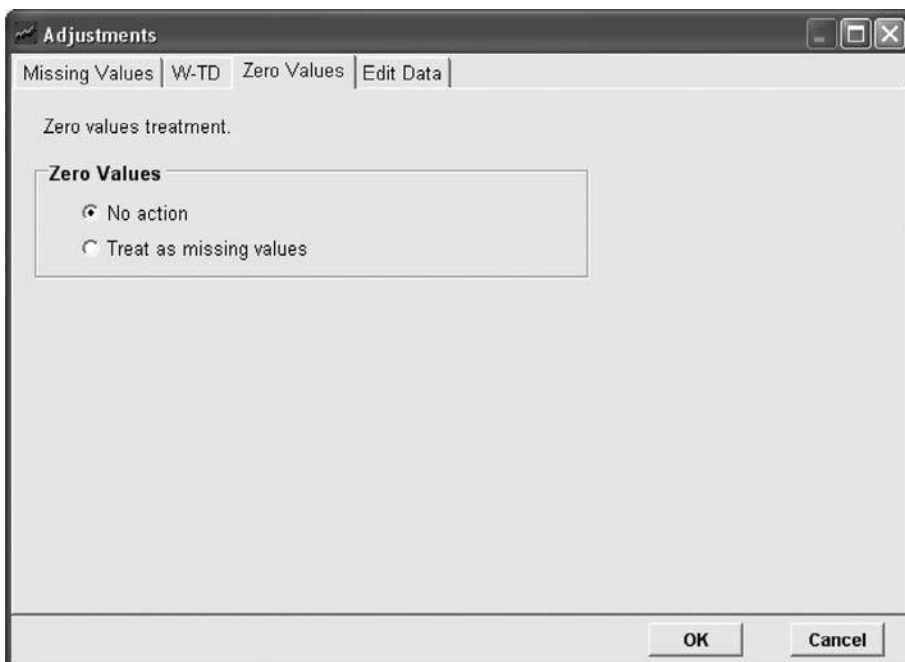 Adjustments
Missing Values W-TD Zero Values Edit Data
Zero values treatment.
Zero Values
No action
Treat as missing values
OK Cancel